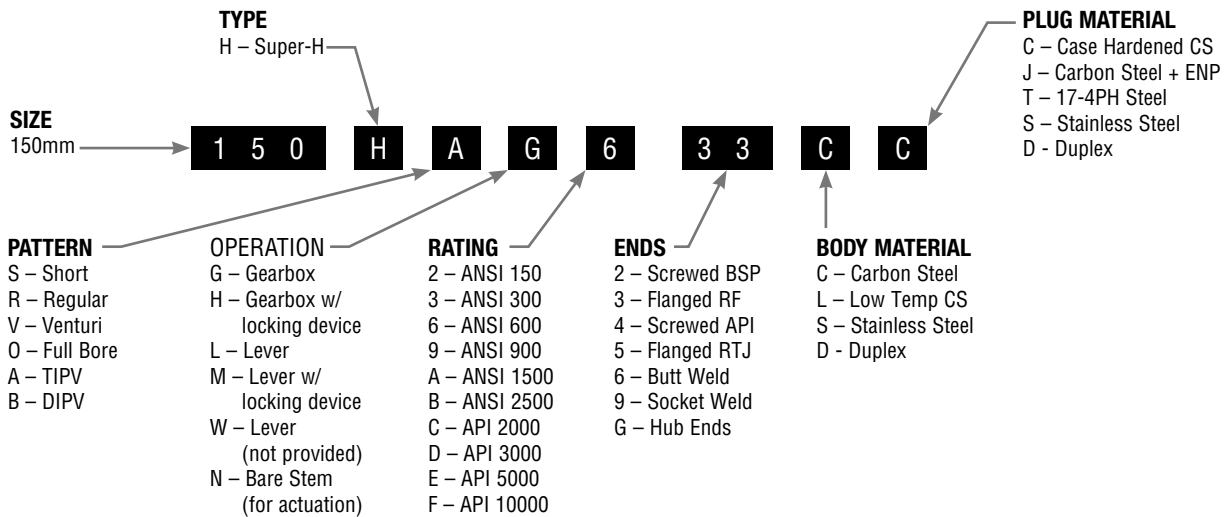 TYPE
H – Super-H
PLUG MATERIAL
C – Case Hardened CS
J – Carbon Steel + ENP
T – 17-4PH Steel
S – Stainless Steel
D - Duplex
SIZE
150mm
1 5 0 H A G 6 3 3 C C
PATTERN
S – Short
R – Regular
V – Venturi
O – Full Bore
A – TIPV
B – DIPV
OPERATION
G – Gearbox
H – Gearbox w/
locking device
L – Lever
M – Lever w/
locking device
W – Lever
(not provided)
N – Bare Stem
(for actuation)
RATING
2 – ANSI 150
3 – ANSI 300
6 – ANSI 600
9 – ANSI 900
A – ANSI 1500
B – ANSI 2500
C – API 2000
D – API 3000
E – API 5000
F – API 10000
ENDS
2 – Screwed BSP
3 – Flanged RF
4 – Screwed API
5 – Flanged RTJ
6 – Butt Weld
9 – Socket Weld
G – Hub Ends
BODY MATERIAL
C – Carbon Steel
L – Low Temp CS
S – Stainless Steel
D - Duplex